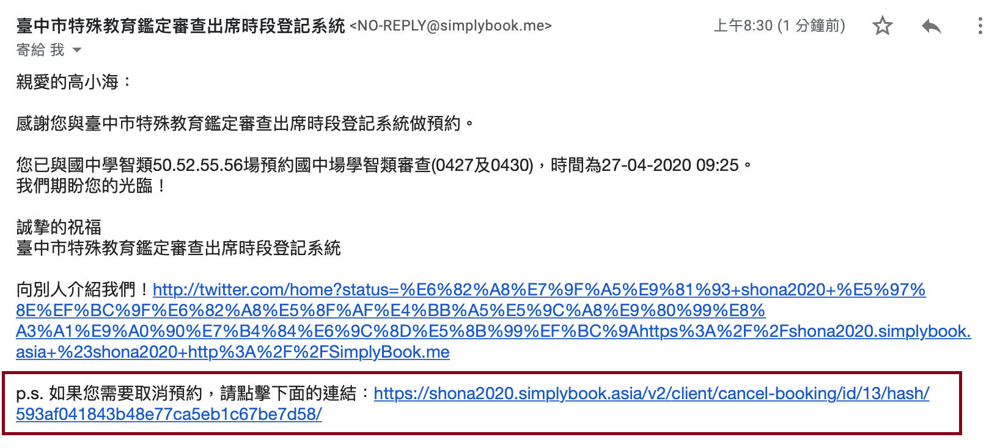 臺中市特殊教育鑑定審查出席時段登記系統 <NO-REPLY@simplybook.me> 上午8:30 (1 分鐘前)
寄給 我
親愛的高小海：
感謝您與臺中市特殊教育鑑定審查出席時段登記系統做預約。
您已與國中學智類50.52.55.56場預約國中場學智類審查(0427及0430)，時間為27-04-2020 09:25。
我們期盼您的光臨！
誠摯的祝福
臺中市特殊教育鑑定審查出席時段登記系統
向別人介紹我們！http://twitter.com/home?status=%E6%82%A8%E7%9F%A5%E9%81%93+shona2020+%E5%97%
8E%EF%BC%9F%E6%82%A8%E5%8F%AF%E4%BB%A5%E5%9C%A8%E9%80%99%E8%
A3%A1%E9%A0%90%E7%B4%84%E6%9C%8D%E5%8B%99%EF%BC%9Ahttps%3A%2F%2Fshona2020.simplybook.
asia+%23shona2020+http%3A%2F%2FSimplyBook.me
p.s. 如果您需要取消預約，請點擊下面的連結：https://shona2020.simplybook.asia/v2/client/cancel-booking/id/13/hash/
593af041843b48e77ca5eb1c67be7d58/